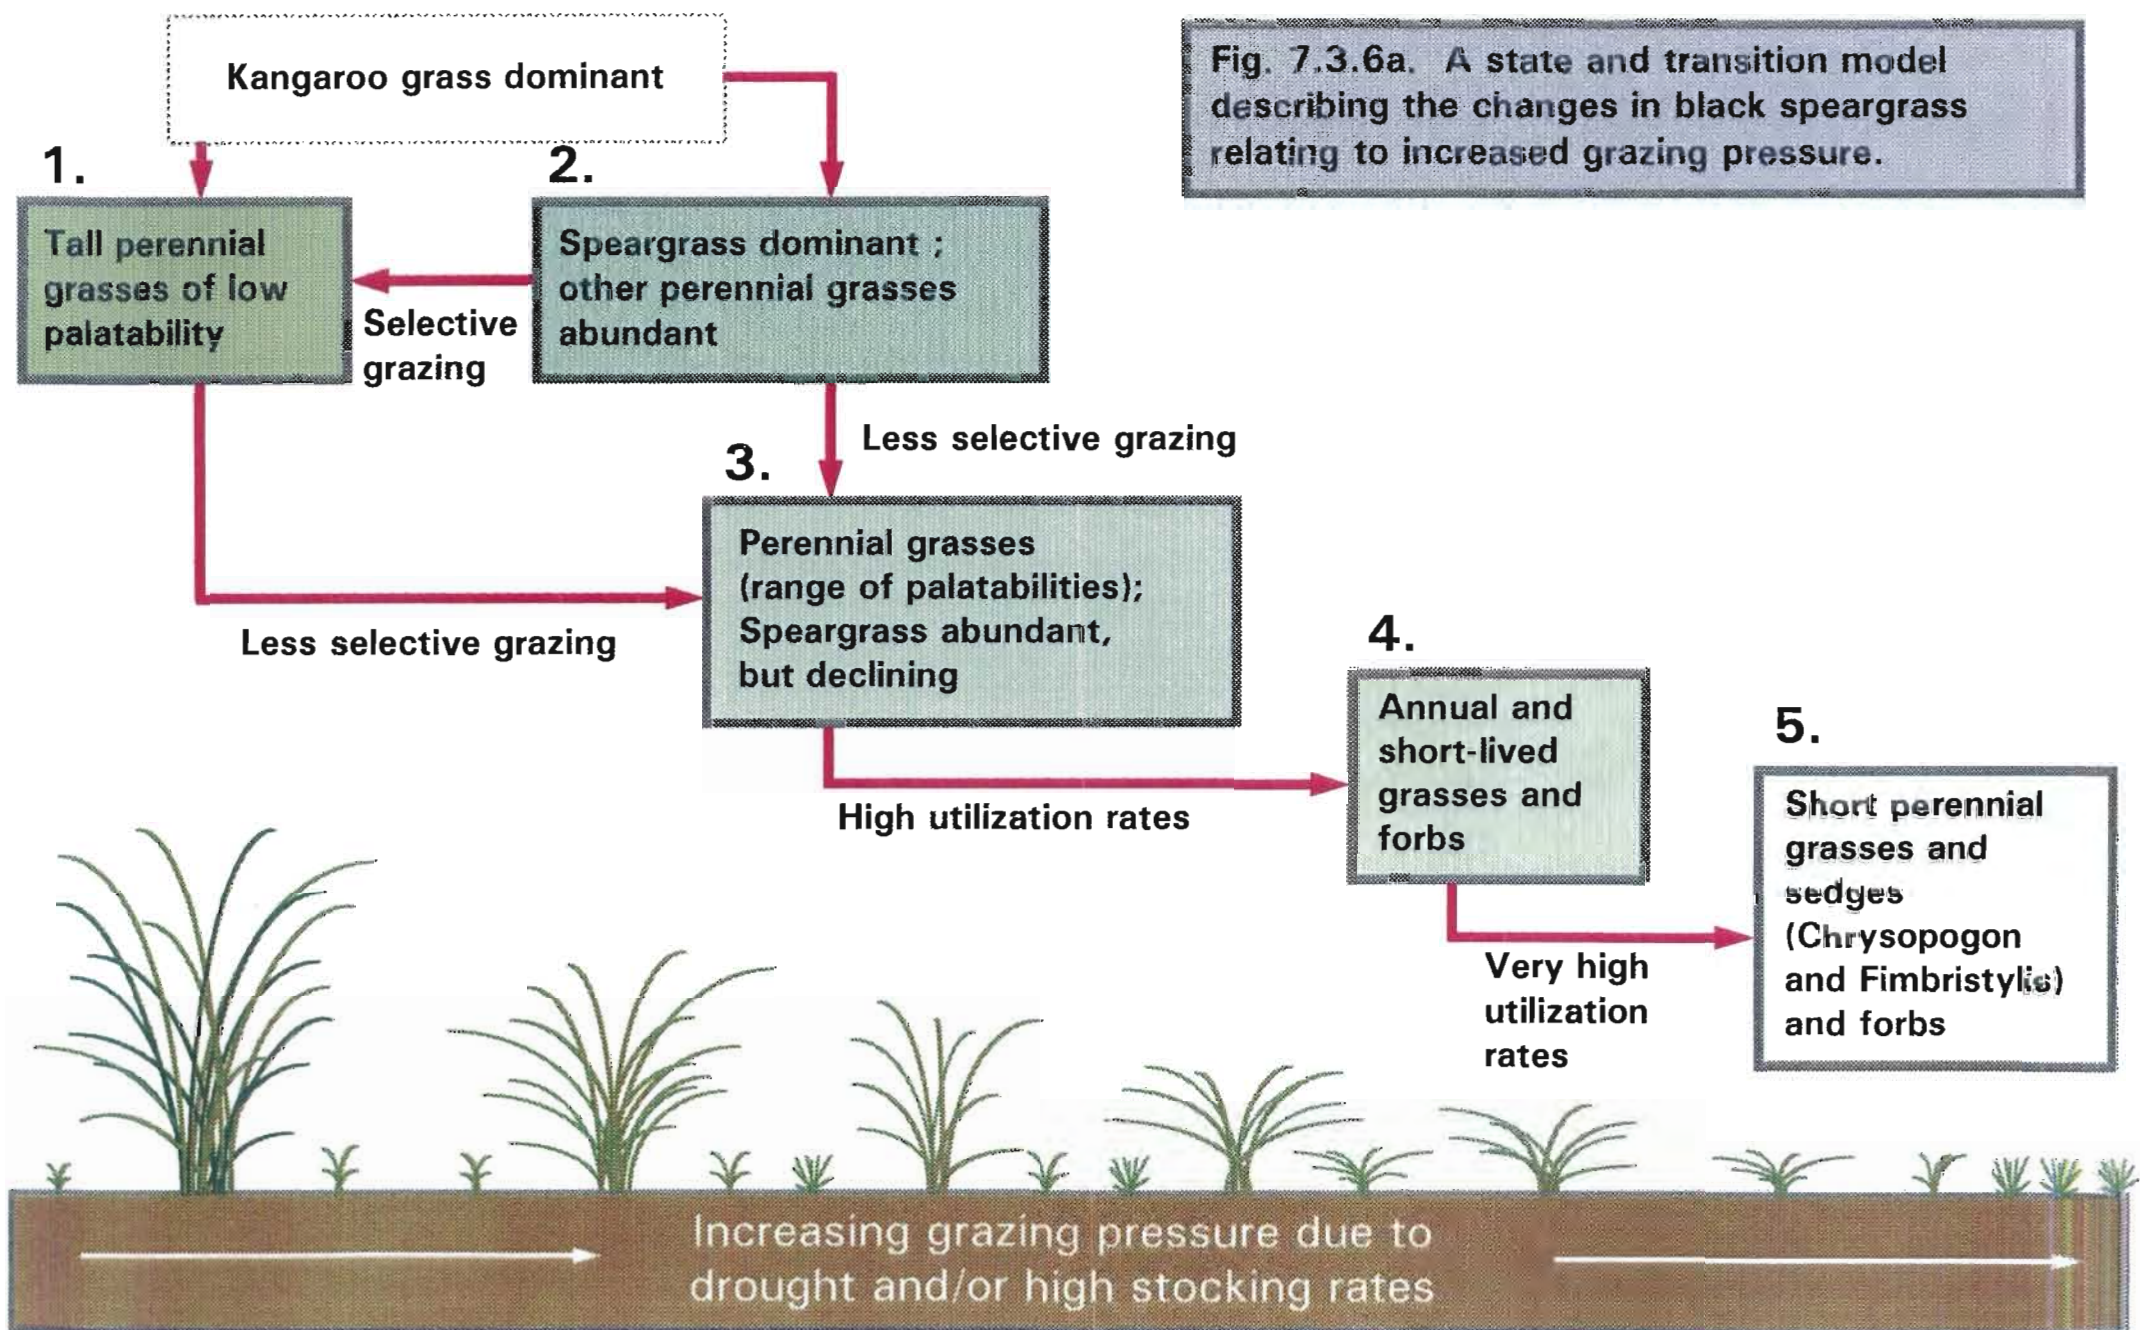 Kangaroo grass dominant
Fig. 7.3.6a. A state and transition model
describing the changes in black speargrass
relating to increased grazing pressure.
1.
Tall perennial
grasses of low
palatability
Selective
grazing
2.
Speargrass dominant ;
other perennial grasses
abundant
Less selective grazing
3.
Perennial grasses
(range of palatabilities);
Speargrass abundant,
but declining
Less selective grazing
High utilization rates
4.
Annual and
short-lived
grasses and
forbs
Very high
utilization
rates
5.
Short perennial
grasses and
sedges
(Chrysopogon
and Fimbristylis)
and forbs
Increasing grazing pressure due to
drought and/or high stocking rates